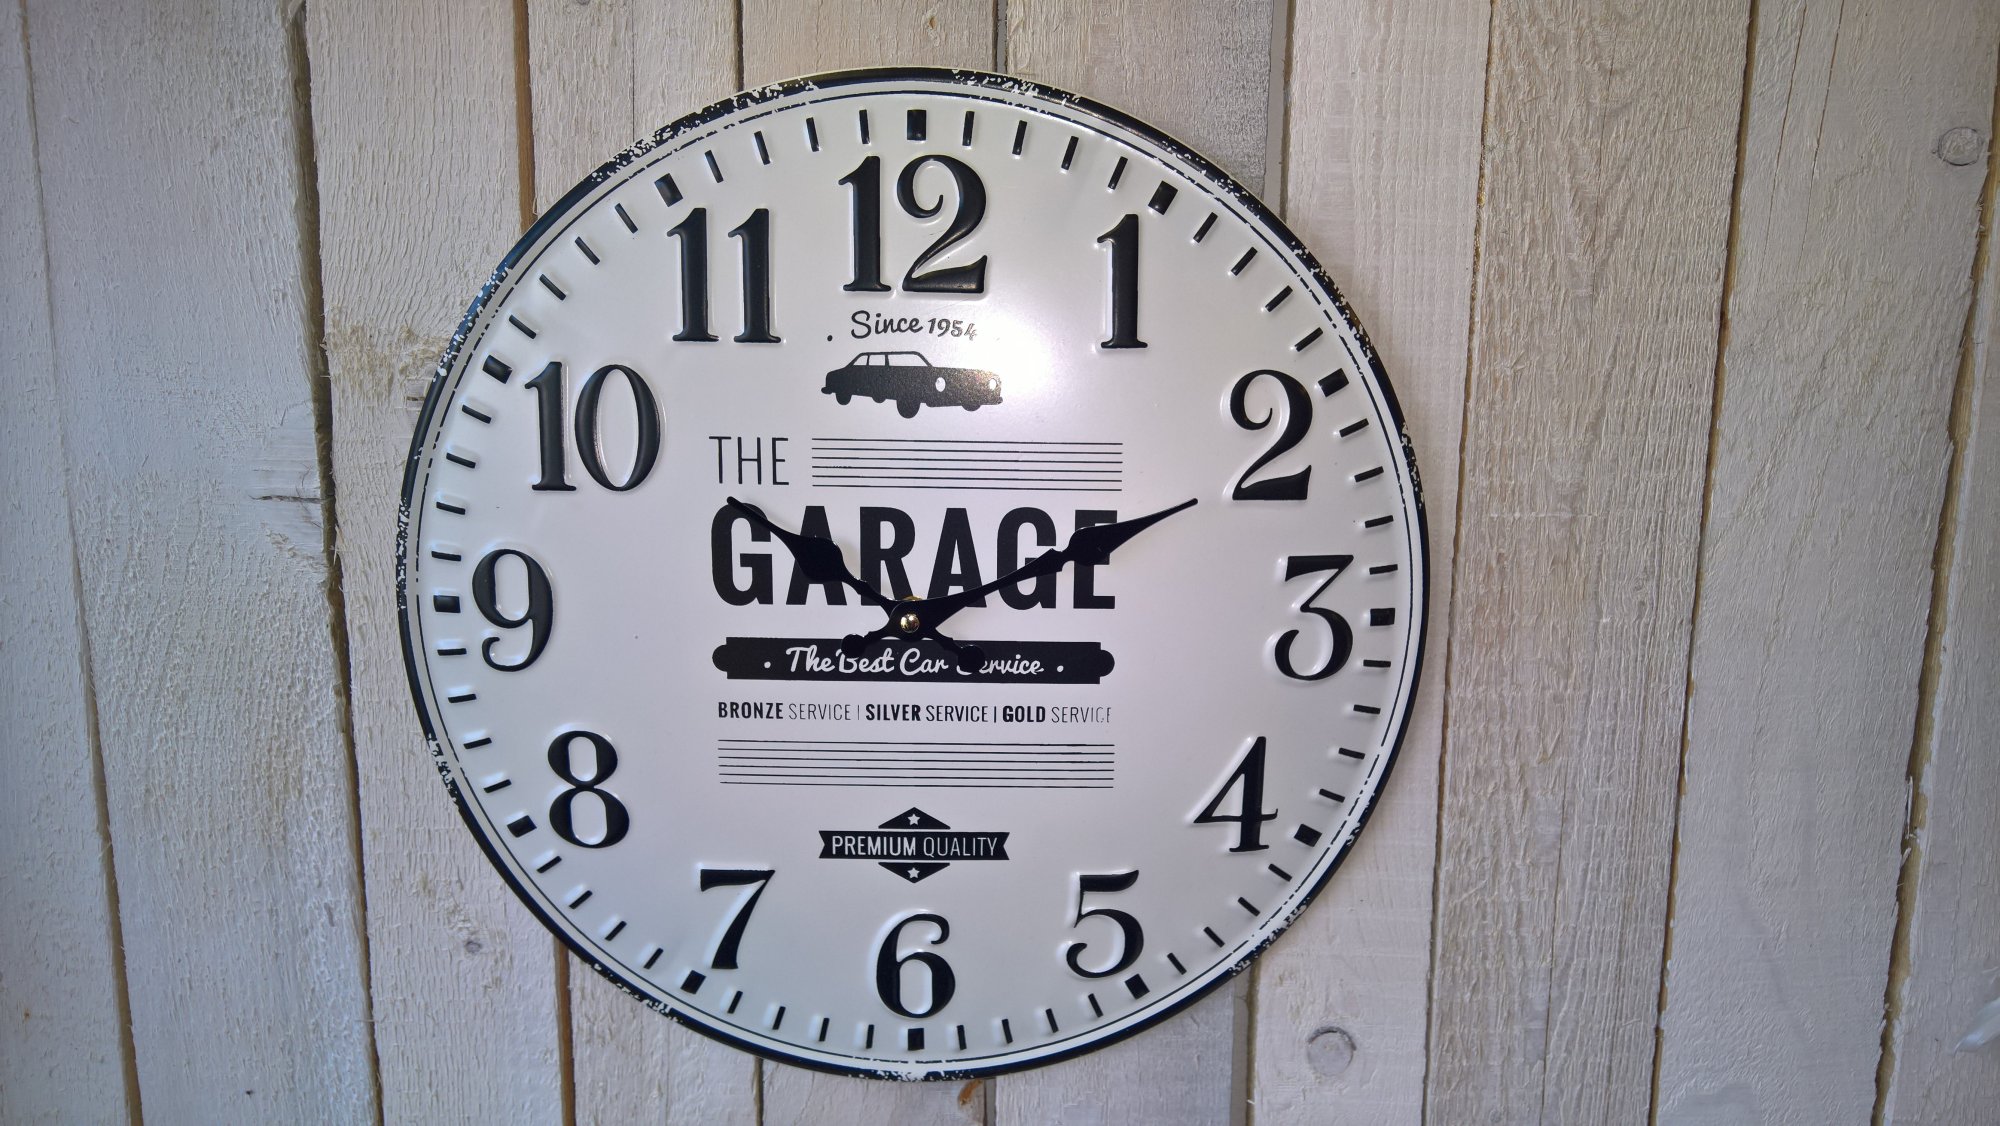 12
11 1
Since 1954
10 2
THE
GARAGE
9 3
The Best Car Service
BRONZE SERVICE | SILVER SERVICE | GOLD SERVICE
8 4
PREMIUM QUALITY
7 5
6